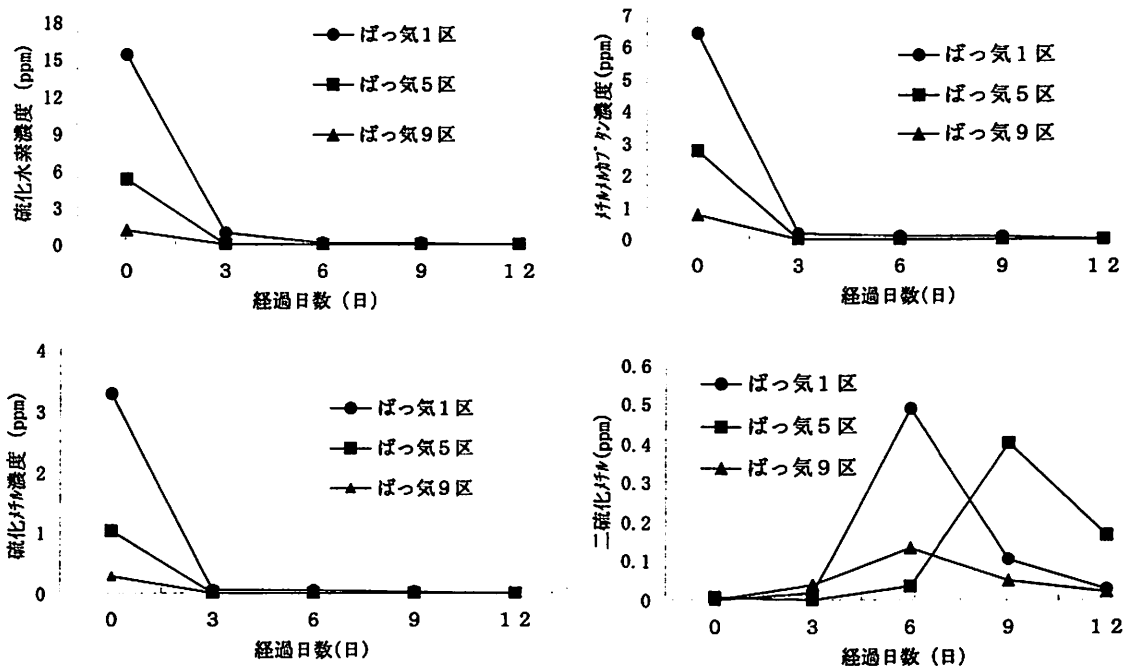 硫化水素濃度 (ppm)
18
15
12
9
6
3
0
ばっ気1区
ばっ気5区
ばっ気9区
0 3 6 9 12
経過日数 (日)
メチルメルカプタン濃度(ppm)
7
6
5
4
3
2
1
0
ばっ気1区
ばっ気5区
ばっ気9区
0 3 6 9 12
経過日数(日)
硫化メチル濃度 (ppm)
4
3
2
1
0
ばっ気1区
ばっ気5区
ばっ気9区
0 3 6 9 12
経過日数(日)
二硫化メチル(ppm)
0.6
0.5
0.4
0.3
0.2
0.1
0
ばっ気1区
ばっ気5区
ばっ気9区
0 3 6 9 12
経過日数 (日)